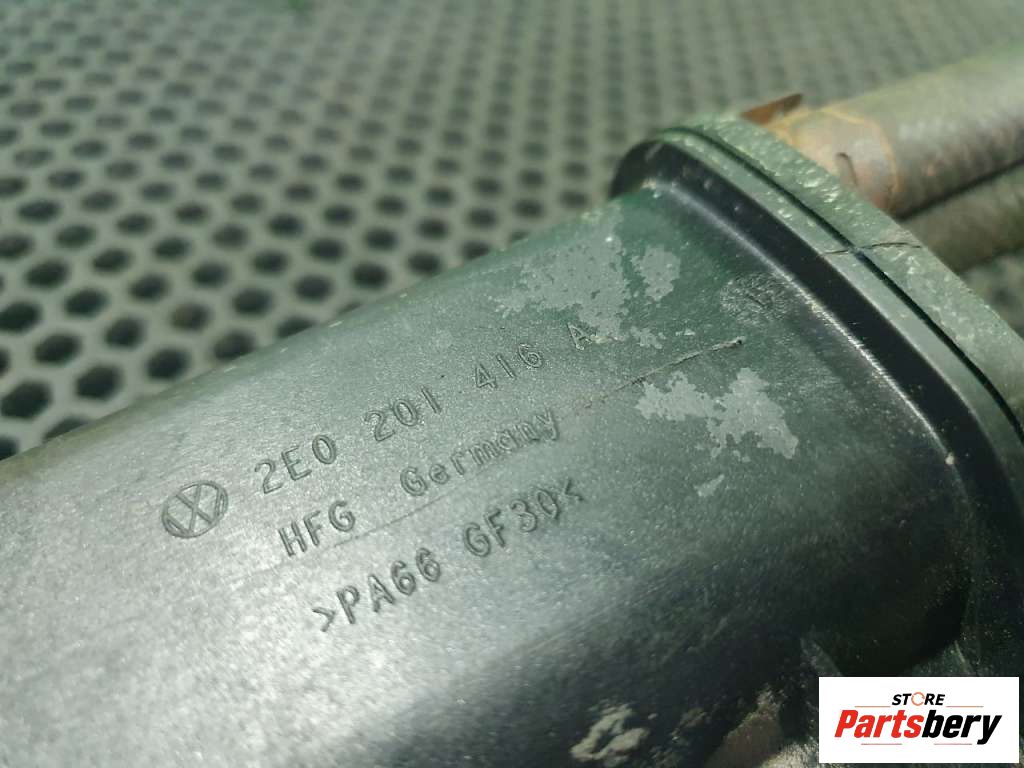 2E0 201 416 A
HFG Germany
>PA66 GF30<
STORE
Partsbery